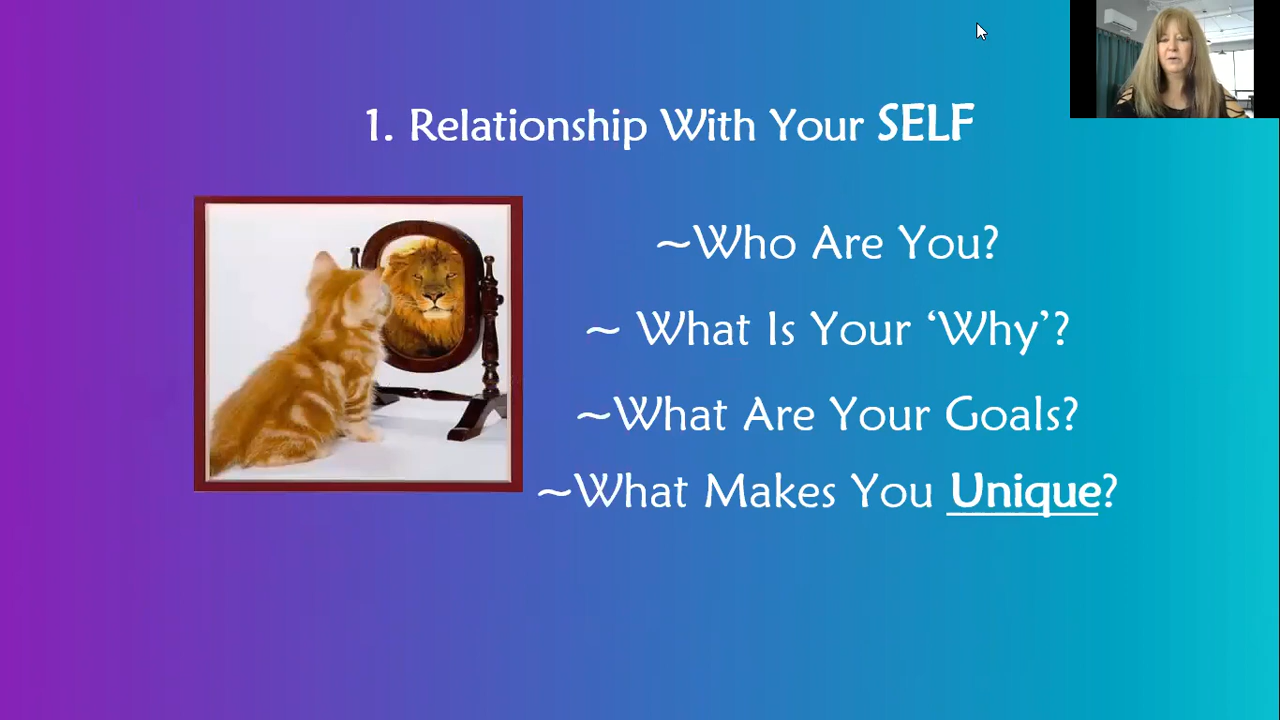 1. Relationship With Your SELF
~Who Are You?
~ What Is Your ‘Why’?
~What Are Your Goals?
~What Makes You Unique?